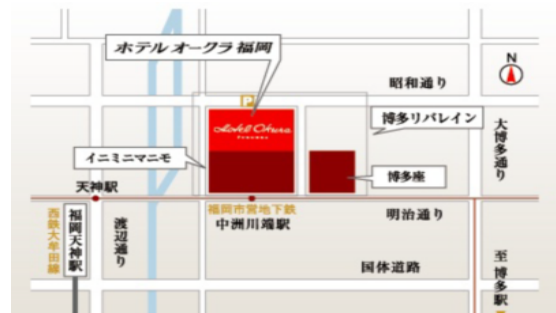 ホテル オークラ 福岡
N
P
昭和通り
Hotel Okura
FUKUOKA
博多リバレイン
大博多通り
イニミニマニモ
博多座
天神駅
福岡市営地下鉄
中洲川端駅
明治通り
西鉄大牟田線
福岡天神駅
渡辺通り
国体道路
至 博多駅